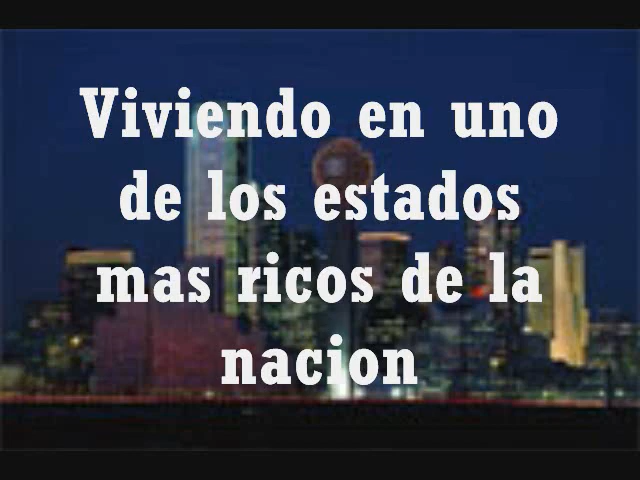 Viviendo en uno
de los estados
mas ricos de la
nacion